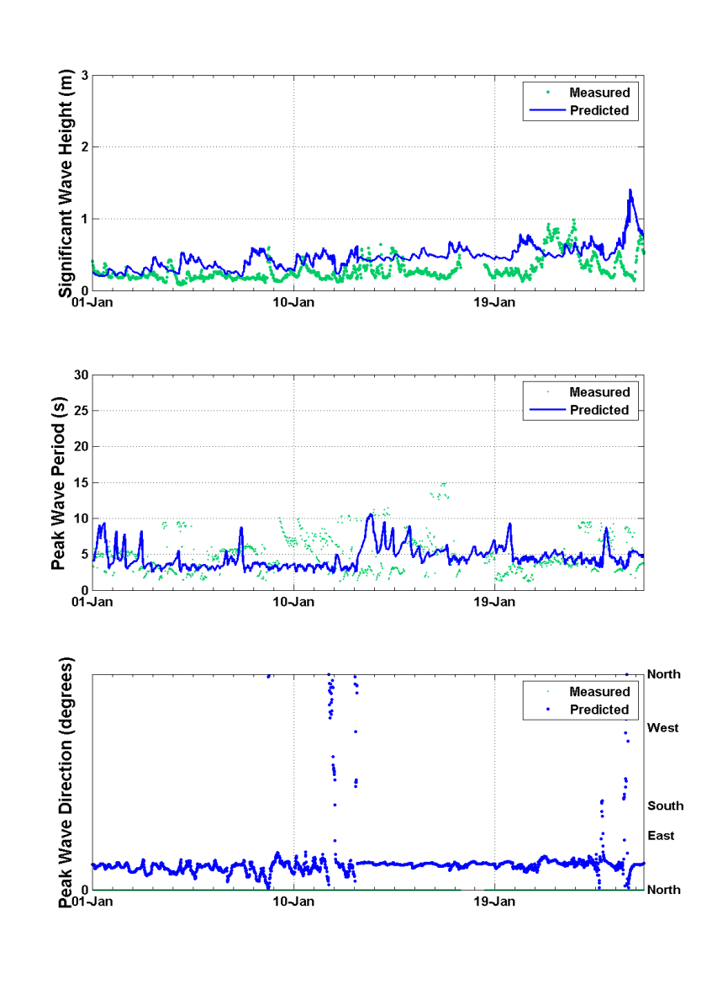 Significant Wave Height (m)
3
2
1
0
Measured
Predicted
01-Jan
10-Jan
19-Jan
Peak Wave Period (s)
30
25
20
15
10
5
0
Measured
Predicted
01-Jan
10-Jan
19-Jan
Peak Wave Direction (degrees)
0
Measured
Predicted
North
West
South
East
North
01-Jan
10-Jan
19-Jan